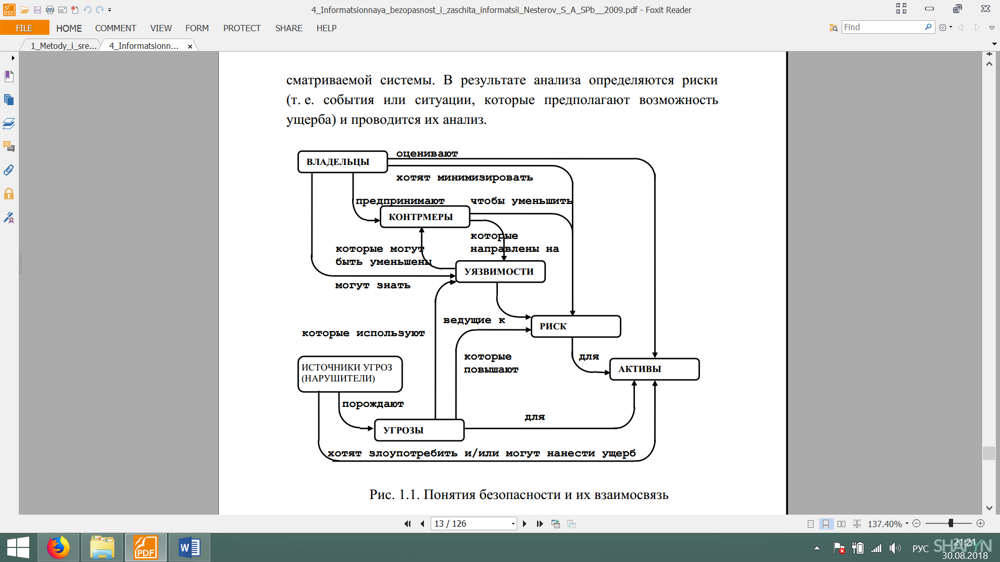 4_Informatsionnaya_bezopasnost_i_zaschita_informatsii_Nesterov_S_A_SPb__2009.pdf - Foxit Reader
FILE HOME COMMENT VIEW FORM PROTECT SHARE HELP
Find
1_Metody_i_sre... 4_Informatsionn...
сматриваемой системы. В результате анализа определяются риски
(т. е. события или ситуации, которые предполагают возможность
ущерба) и проводится их анализ.
оценивают
ВЛАДЕЛЬЦЫ
хотят минимизировать
предпринимают
чтобы уменьшить
КОНТРМЕРЫ
которые
направлены на
которые могут
быть уменьшены
УЯЗВИМОСТИ
могут знать
ведущие к
РИСК
которые используют
которые
повышают
для
ИСТОЧНИКИ УГРОЗ
(НАРУШИТЕЛИ)
АКТИВЫ
порождают
для
УГРОЗЫ
хотят злоупотребить и/или могут нанести ущерб
Рис. 1.1. Понятия безопасности и их взаимосвязь
13 / 126
137.40%
PDF
РУС
21:21
30.08.2018
SHAPYN